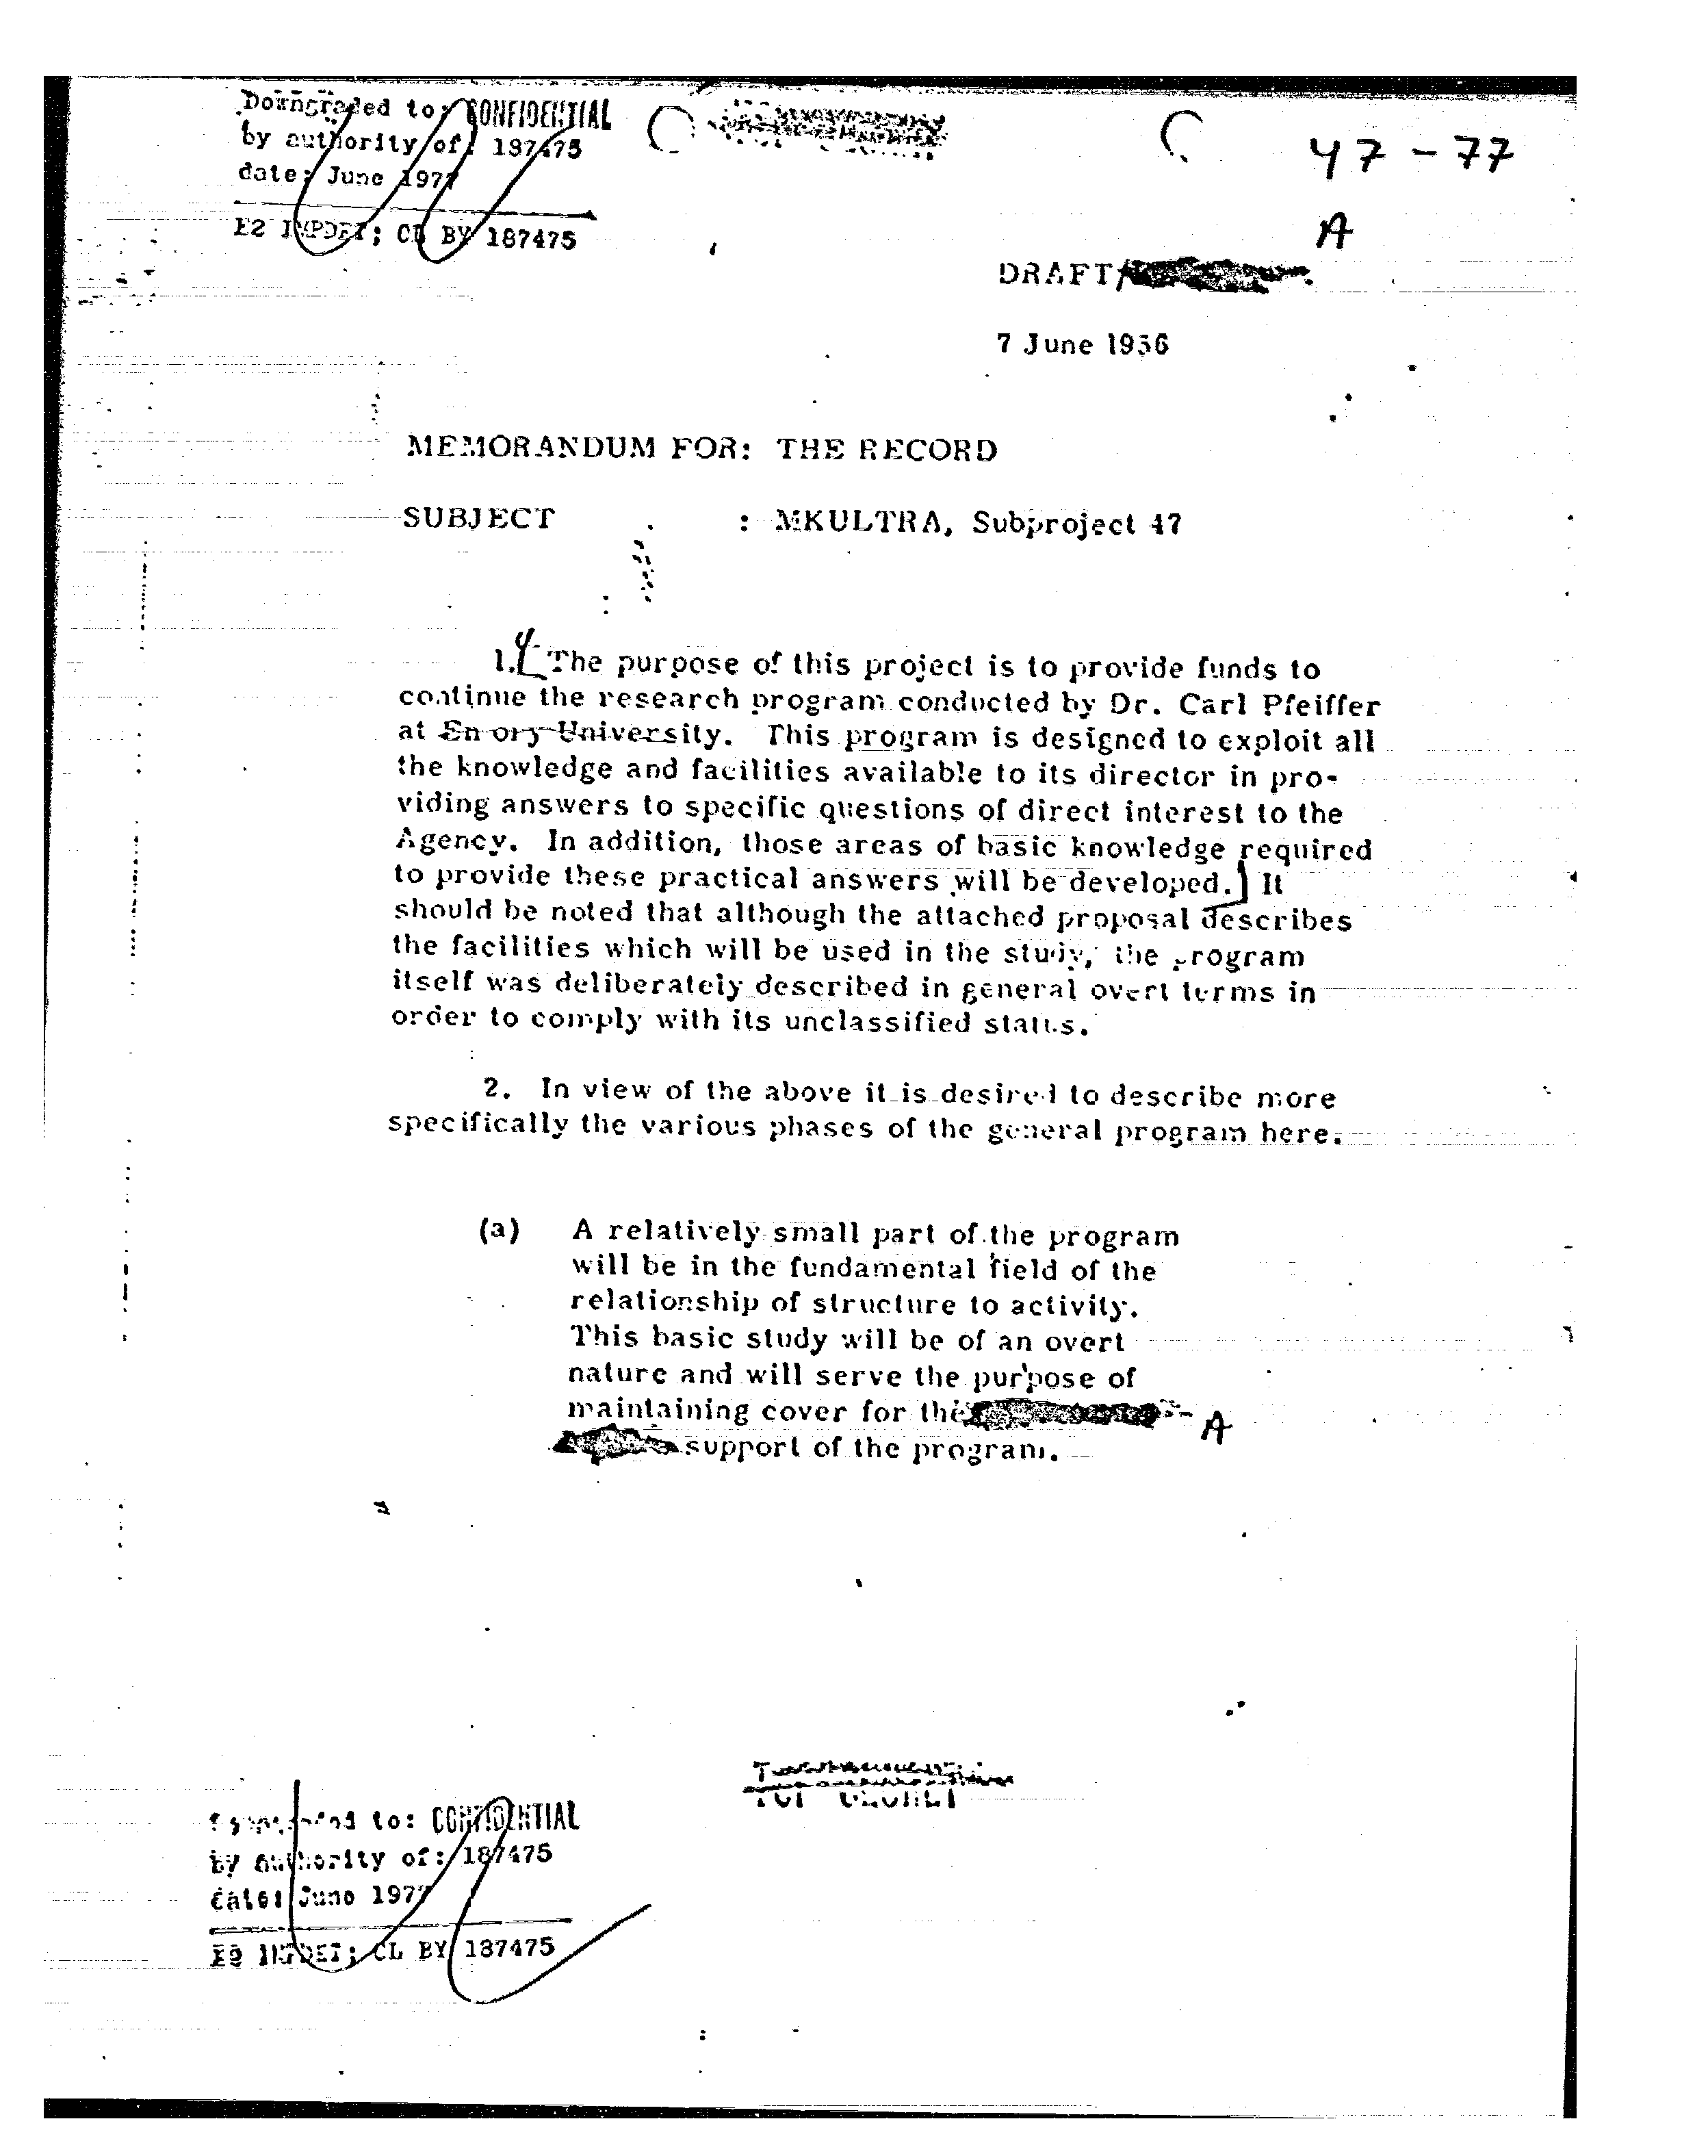 Downgraded to: CONFIDENTIAL
by authority of: 187475
date: June 1977
E2 IMPDET; CL BY 187475
47-77
A
DRAFT
7 June 1956
MEMORANDUM FOR: THE RECORD
SUBJECT : MKULTRA, Subproject 47
1. The purpose of this project is to provide funds to
continue the research program conducted by Dr. Carl Pfeiffer
at Emory University. This program is designed to exploit all
the knowledge and facilities available to its director in pro-
viding answers to specific questions of direct interest to the
Agency. In addition, those areas of basic knowledge required
to provide these practical answers will be developed. It
should be noted that although the attached proposal describes
the facilities which will be used in the study, the program
itself was deliberately described in general overt terms in
order to comply with its unclassified status.
2. In view of the above it is desired to describe more
specifically the various phases of the general program here.
(a) A relatively small part of the program
will be in the fundamental field of the
relationship of structure to activity.
This basic study will be of an overt
nature and will serve the purpose of
maintaining cover for the
A
support of the program.
TOP SECRET
Downgraded to: CONFIDENTIAL
by authority of: 187475
date: June 1977
E2 IMPDET; CL BY 187475